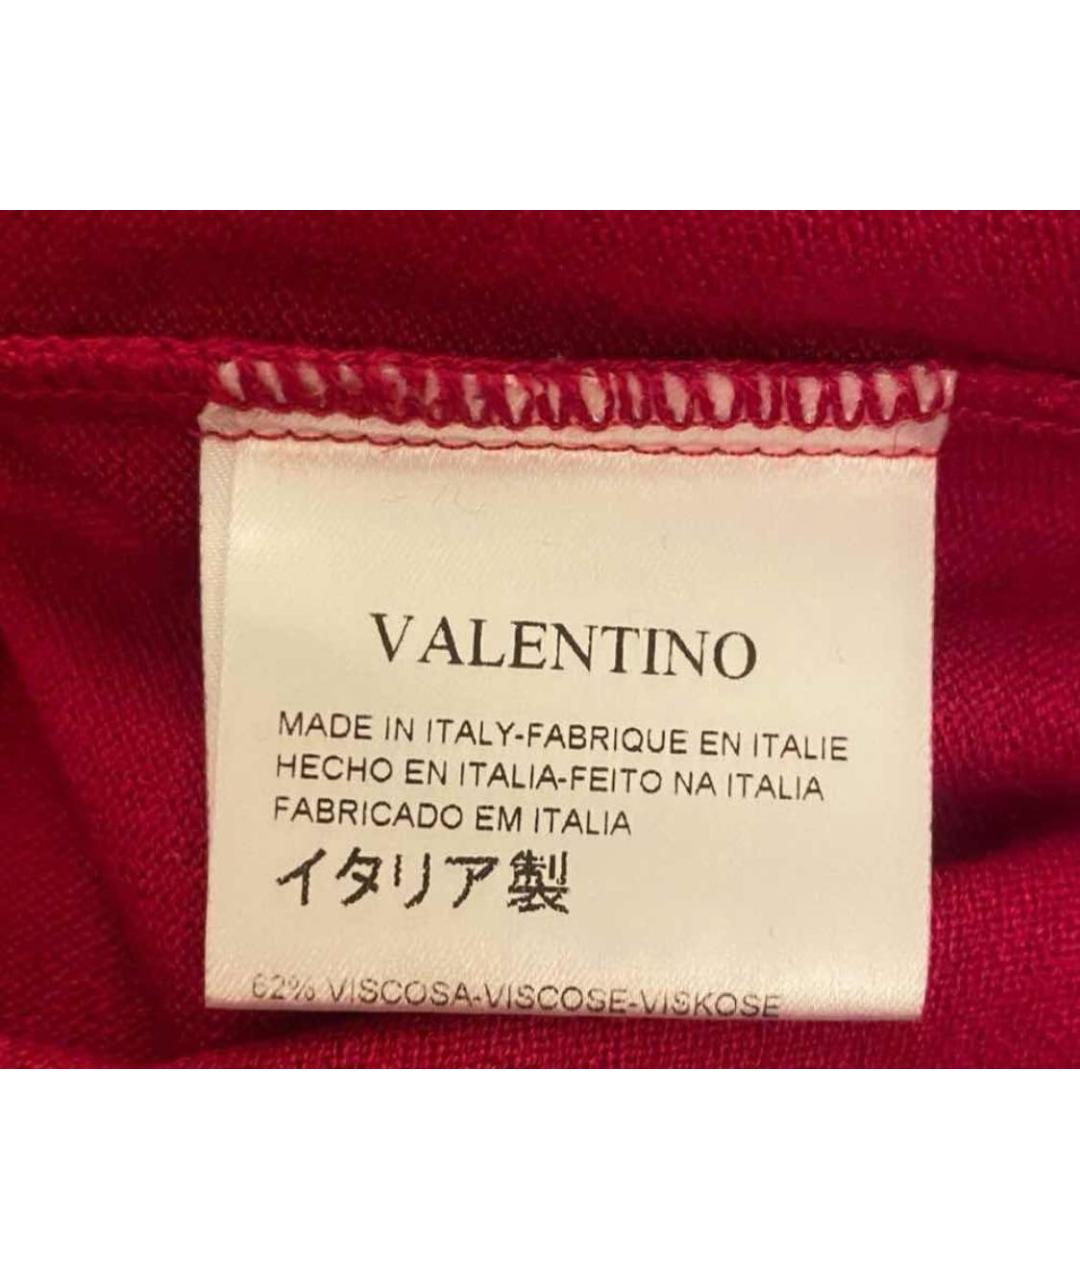 VALENTINO
MADE IN ITALY-FABRIQUE EN ITALIE
HECHO EN ITALIA-FEITO NA ITALIA
FABRICADO EM ITALIA
イタリア製
62% VISCOSA-VISCOSE-VISKOSE